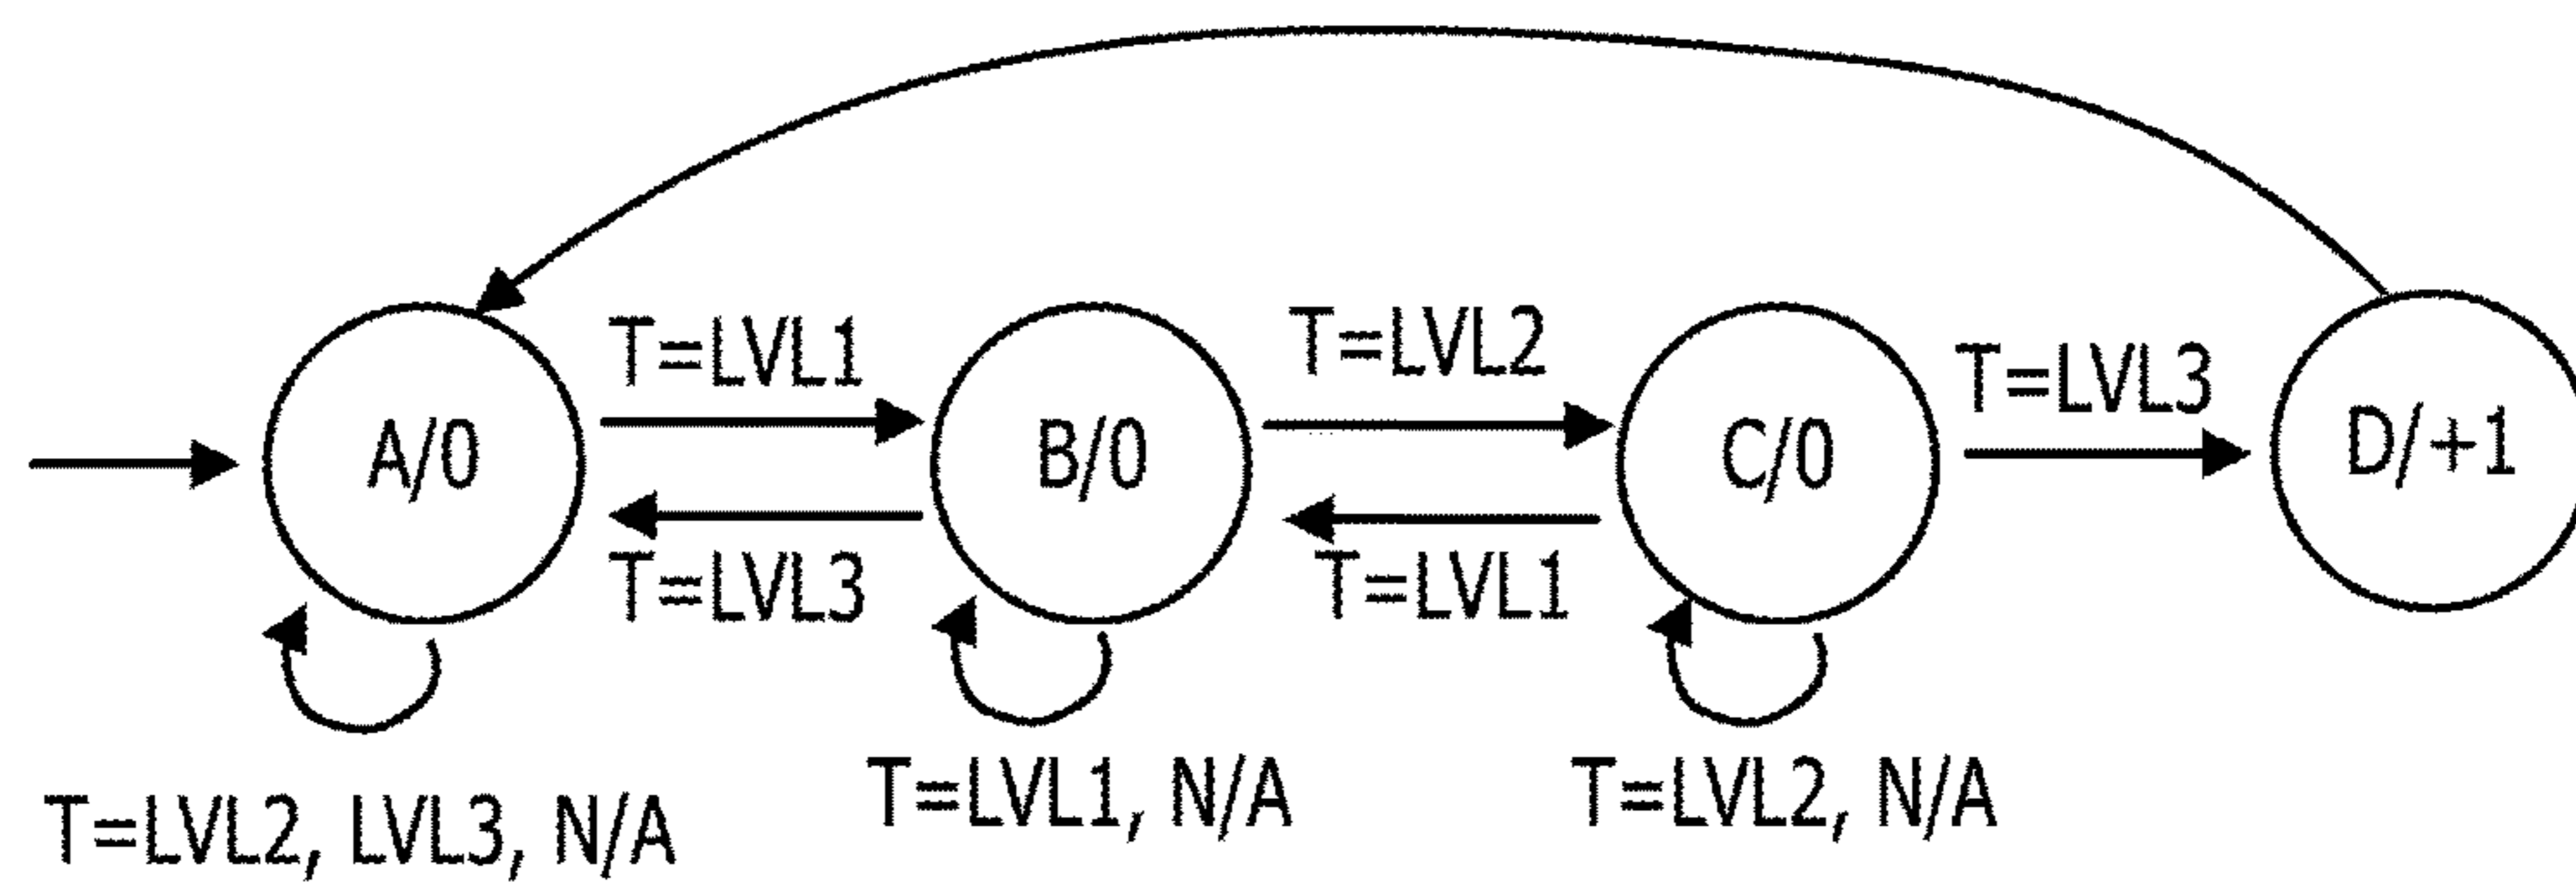 T=LVL1
T=LVL2
T=LVL3
A/0
B/0
C/0
D/+1
T=LVL3
T=LVL1
T=LVL2, LVL3, N/A
T=LVL1, N/A
T=LVL2, N/A